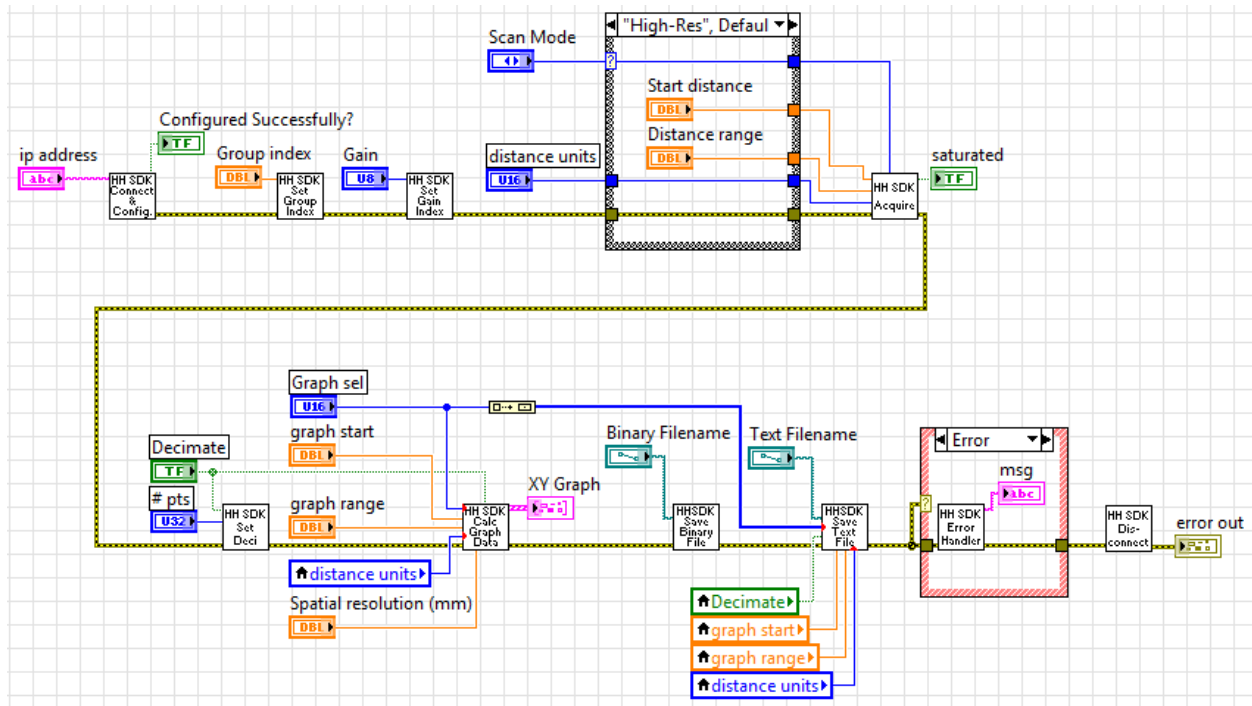 Scan Mode
"High-Res", Defaul
?
Start distance
DBL
Distance range
DBL
Configured Successfully?
TF
ip address
abc
HH SDK
Connect
&
Config.
Group index
DBL
HH SDK
Set
Group
Index
Gain
U8
HH SDK
Set
Gain
Index
distance units
U16
HH SDK
Acquire
saturated
TF
Graph sel
U16
graph start
DBL
Decimate
TF
# pts
U32
HH SDK
Set
Deci
graph range
DBL
distance units
Spatial resolution (mm)
DBL
HH SDK
Calc
Graph
Data
XY Graph
Binary Filename
HHSDK
Save
Binary
File
Text Filename
HHSDK
Save
Text
File
Decimate
graph start
graph range
distance units
Error
?
msg
abc
HH SDK
Error
Handler
HH SDK
Dis-
connect
error out